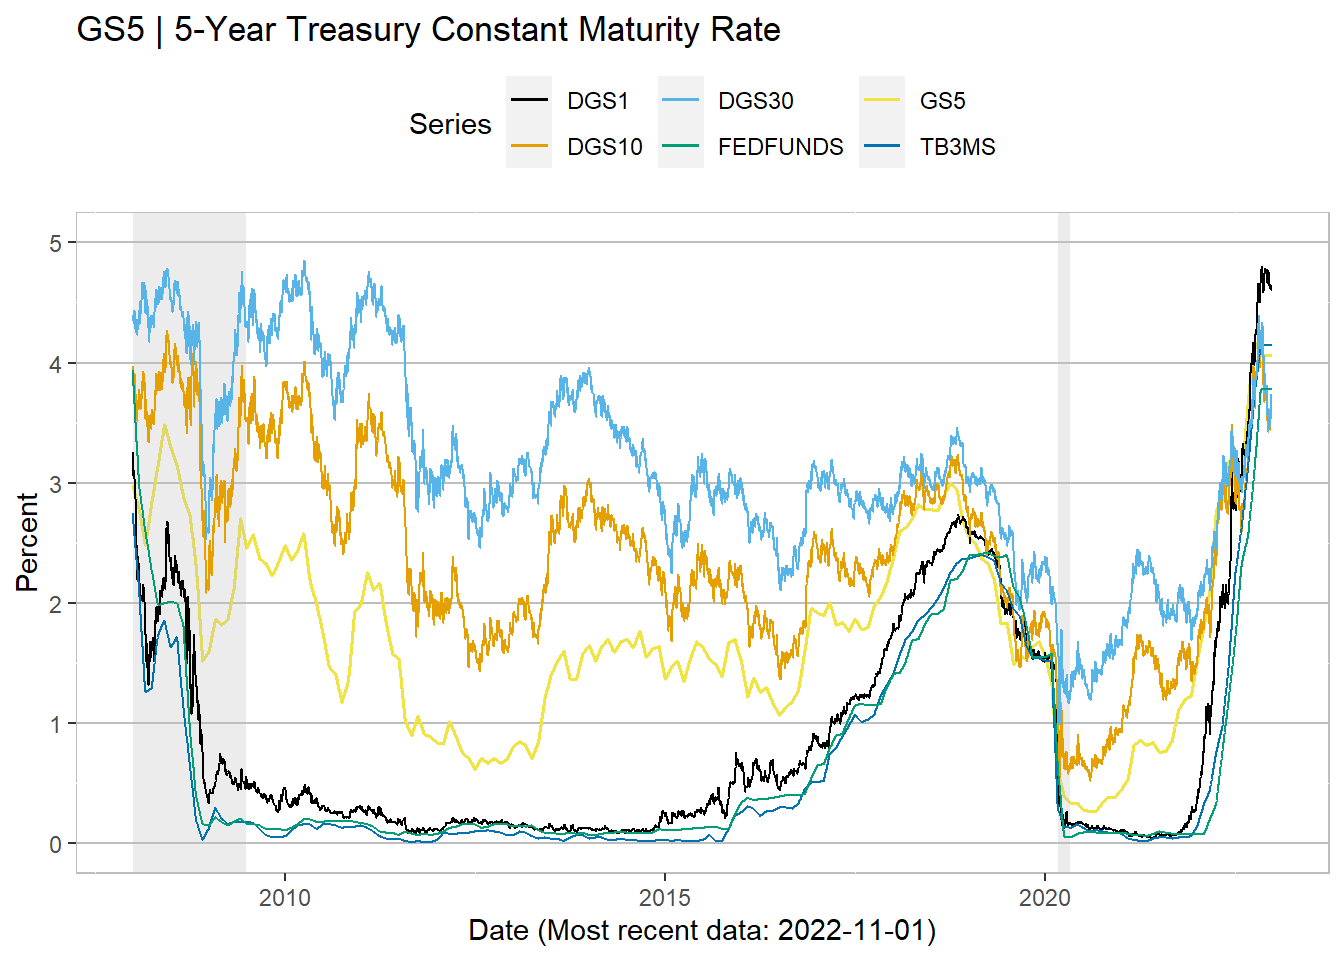 GS5 | 5-Year Treasury Constant Maturity Rate
Series
DGS1
DGS30
GS5
DGS10
FEDFUNDS
TB3MS
Percent
5
4
3
2
1
0
2010
2015
2020
Date (Most recent data: 2022-11-01)